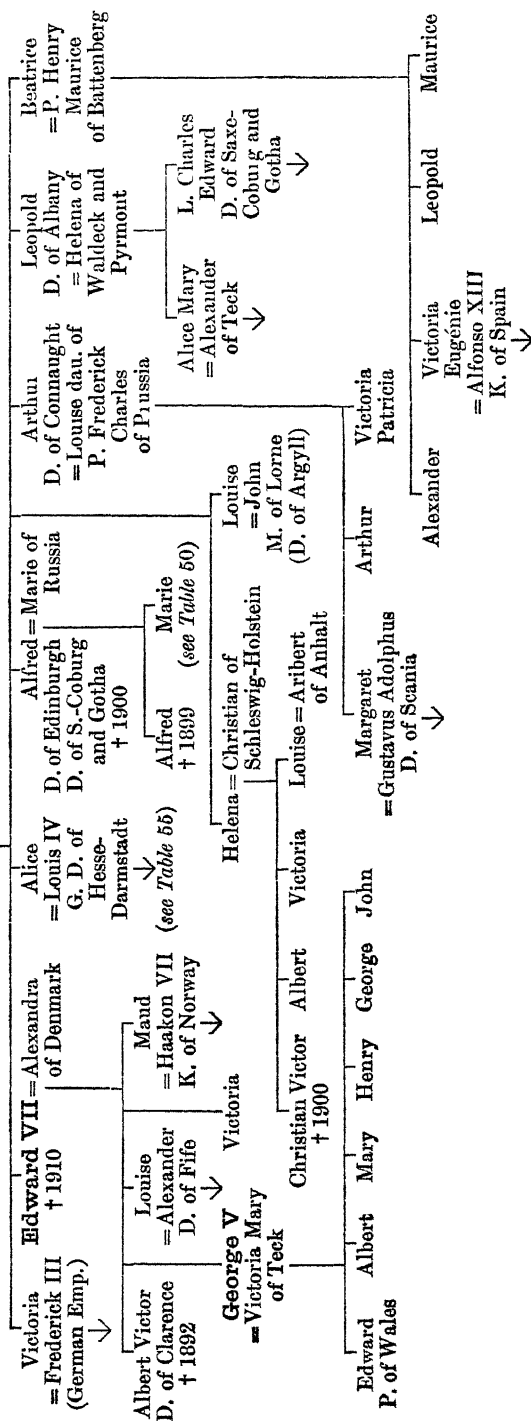 Victoria
=Frederick III
(German Emp.)
Edward VII = Alexandra
† 1910 of Denmark
Alice
=Louis IV
G. D. of
Hesse-
Darmstadt
(see Table 55)
Alfred = Marie of
Russia
D. of Edinburgh
D. of S.-Coburg
and Gotha
† 1900
Arthur
D. of Connaught
=Louise dau. of
P. Frederick
Charles
of Prussia
Leopold
D. of Albany
=Helena of
Waldeck and
Pyrmont
Beatrice
=P. Henry
Maurice
of Battenberg
Albert Victor
D. of Clarence
† 1892
Louise
=Alexander
D. of Fife
Maud
=Haakon VII
K. of Norway
Alfred
† 1899
Marie
(see Table 50)
Alice Mary
=Alexander
of Teck
L. Charles
Edward
D. of Saxe-
Coburg and
Gotha
George V
=Victoria Mary
of Teck
Victoria
Helena = Christian of
Schleswig-Holstein
Louise
=John
M. of Lorne
(D. of Argyll)
Christian Victor
† 1900
Albert
Victoria
Louise = Aribert
of Anhalt
Margaret
=Gustavus Adolphus
D. of Scania
Arthur
Victoria
Patricia
Edward
P. of Wales
Albert
Mary
Henry
George
John
Alexander
Victoria
Eugénie
=Alfonso XIII
K. of Spain
Leopold
Maurice